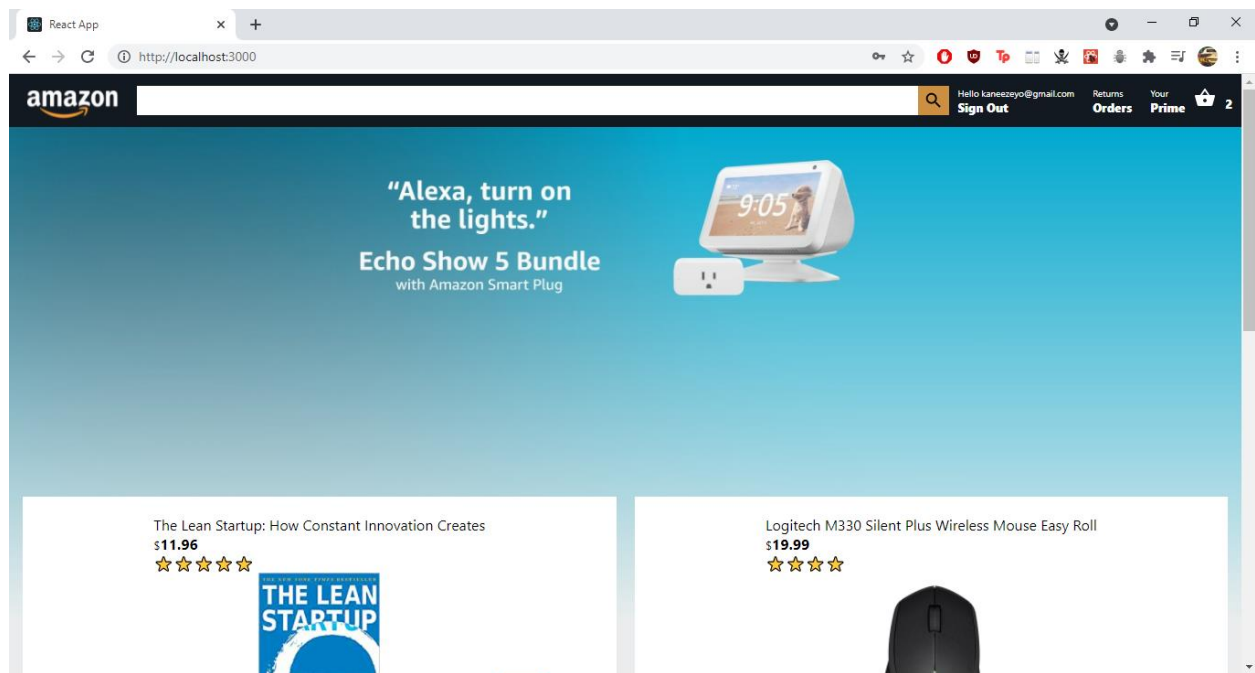 React App
http://localhost:3000
amazon
Hello kaneezeyo@gmail.com
Sign Out
Returns
Orders
Your
Prime
2
“Alexa, turn on
the lights.”
Echo Show 5 Bundle
with Amazon Smart Plug
9:05
The Lean Startup: How Constant Innovation Creates
$11.96
THE NEW YORK TIMES BESTSELLER
THE LEAN
STARTUP
Logitech M330 Silent Plus Wireless Mouse Easy Roll
$19.99